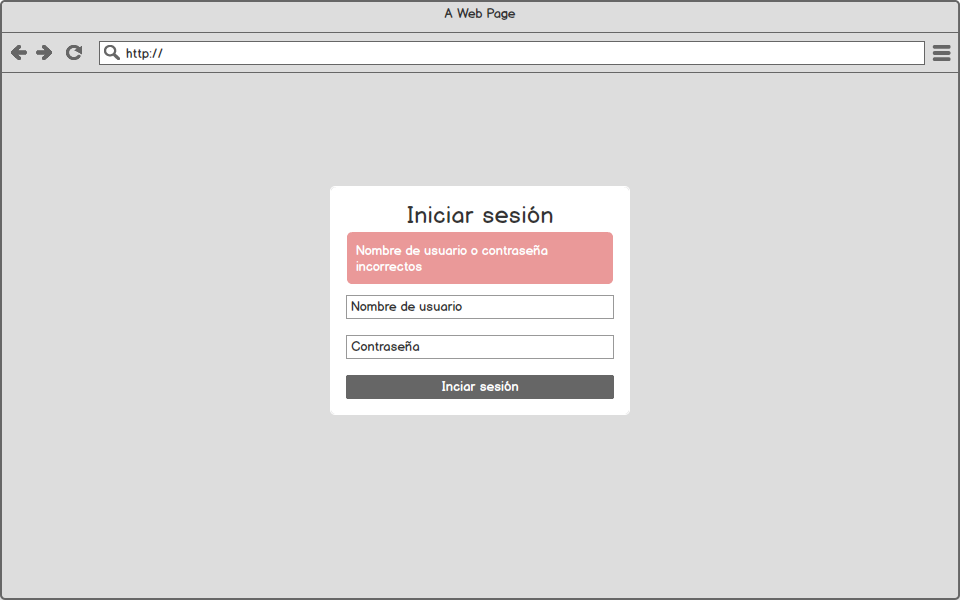 A Web Page
http://
Iniciar sesión
Nombre de usuario o contraseña
incorrectos
Nombre de usuario
Contraseña
Inciar sesión